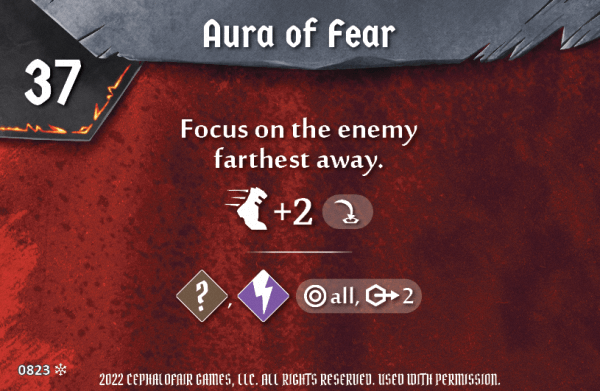 Aura of Fear
37
Focus on the enemy
farthest away.
+2
?, all, 2
0823
2022 CEPHALOFAIR GAMES, LLC. ALL RIGHTS RESERVED. USED WITH PERMISSION.